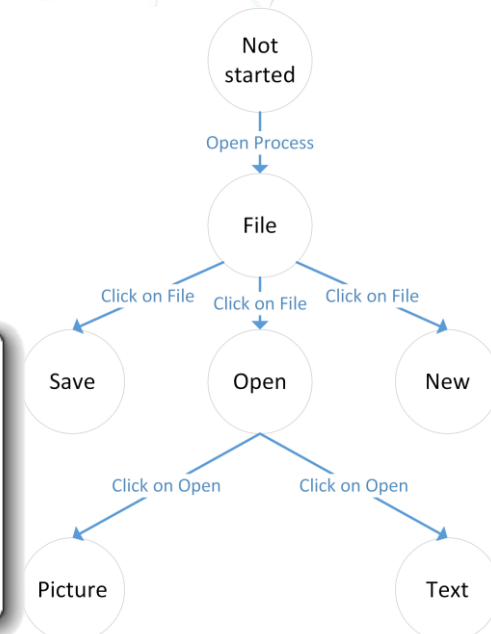 Not
started
Open Process
File
Click on File
Click on File
Click on File
Save
Open
New
Click on Open
Click on Open
Picture
Text